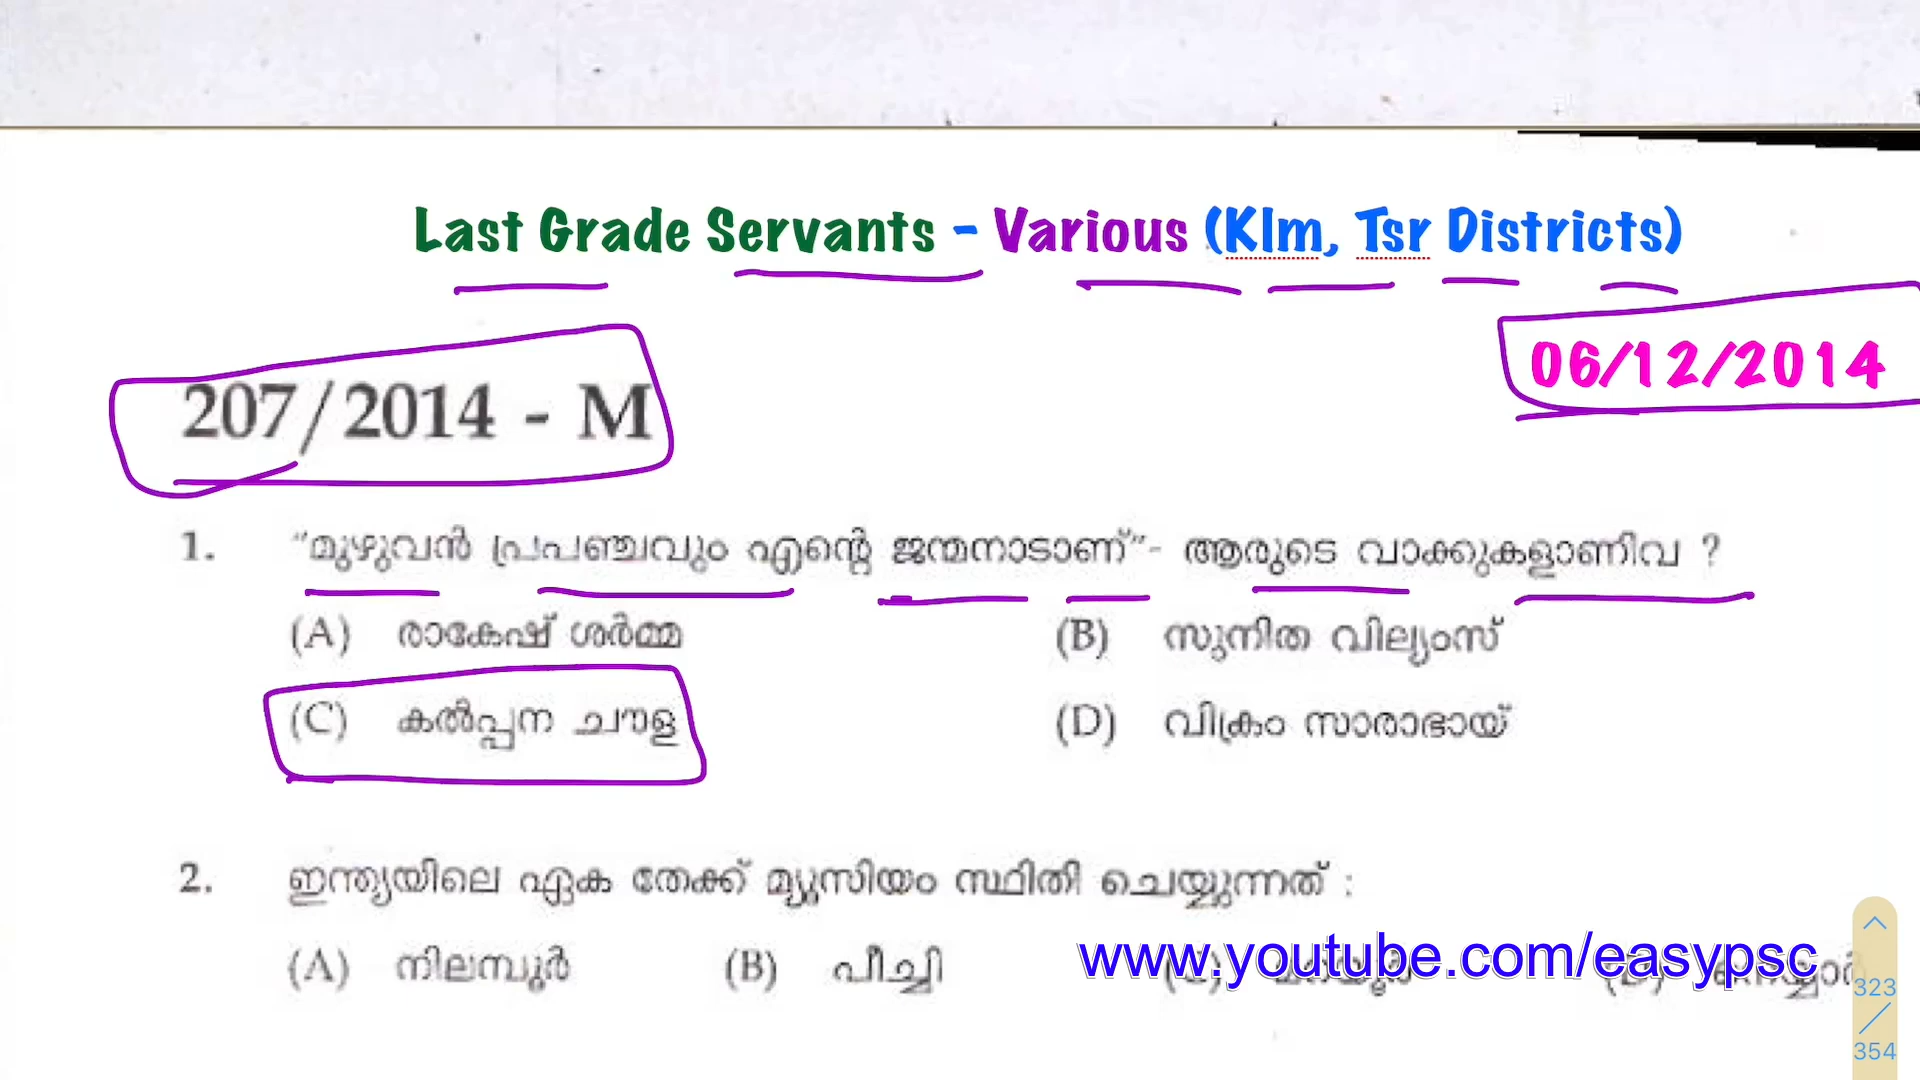 Last Grade Servants - Various (Klm, Tsr Districts)
06/12/2014
207/2014 - M
1. “മുഴുവൻ പ്രപഞ്ചവും എന്റെ ജന്മനാടാണ്”- ആരുടെ വാക്കുകളാണിവ ?
(A) രാകേഷ് ശർമ്മ (B) സുനിത വില്യംസ്
(C) കൽപ്പന ചൗള (D) വിക്രം സാരാഭായ്
2. ഇന്ത്യയിലെ ഏക തേക്ക് മ്യൂസിയം സ്ഥിതി ചെയ്യുന്നത് :
(A) നിലമ്പൂർ (B) പീച്ചി (C) (D)
www.youtube.com/easypsc
323
354